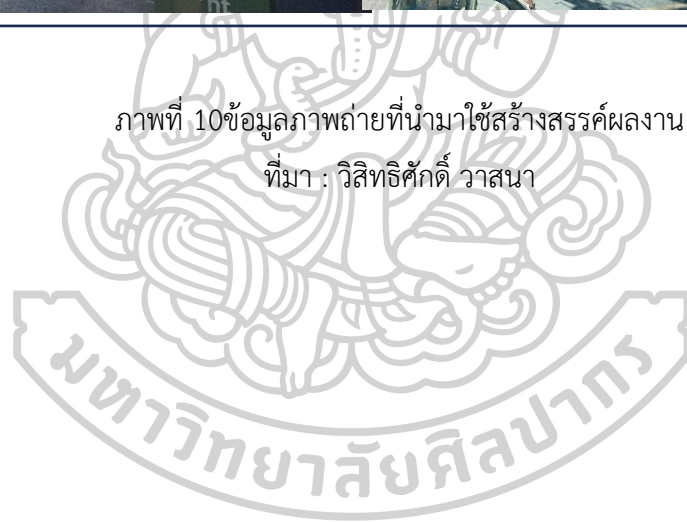 ภาพที่ 10ข้อมูลภาพถ่ายที่นำมาใช้สร้างสรรค์ผลงาน
ที่มา : วิสิทธิศักดิ์ วาสนา
มหาวิทยาลัยศิลปากร